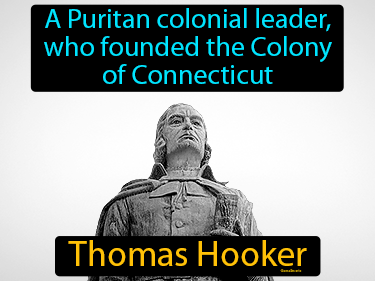 A Puritan colonial leader,
who founded the Colony
of Connecticut
Thomas Hooker